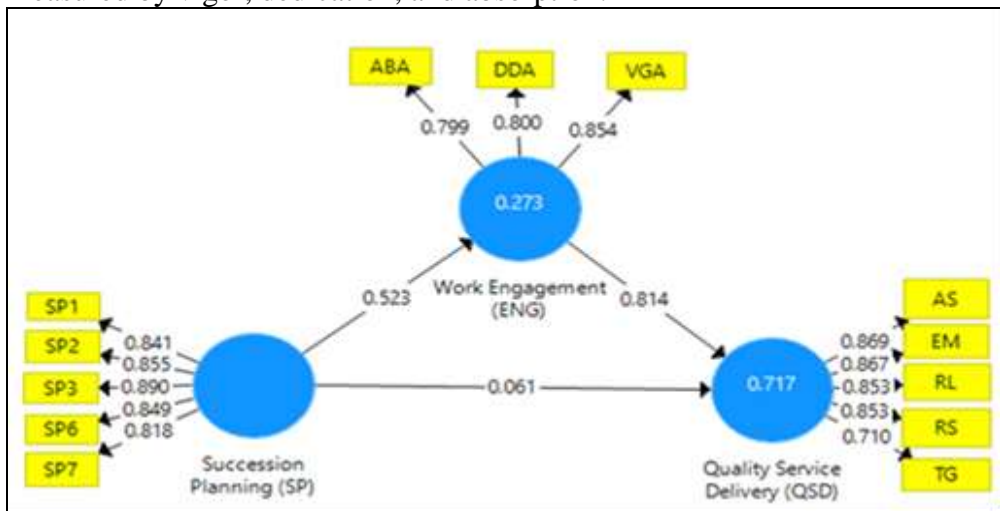 ABA
DDA
VGA
0.799
0.800
0.854
0.273
Work Engagement
(ENG)
0.523
0.814
SP1
SP2
SP3
SP6
SP7
0.841
0.855
0.890
0.849
0.818
Succession
Planning (SP)
0.061
0.717
Quality Service
Delivery (QSD)
0.869
0.867
0.853
0.853
0.710
AS
EM
RL
RS
TG